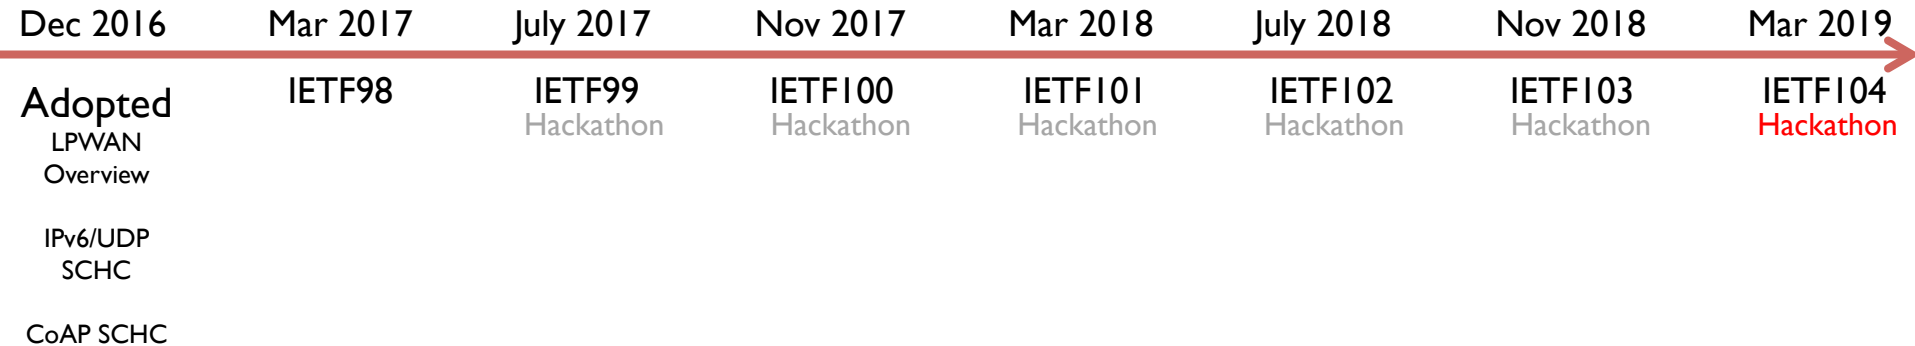 Dec 2016 Mar 2017 July 2017 Nov 2017 Mar 2018 July 2018 Nov 2018 Mar 2019
Adopted IETF98 IETF99 IETF100 IETF101 IETF102 IETF103 IETF104
Hackathon Hackathon Hackathon Hackathon Hackathon Hackathon
LPWAN
Overview
IPv6/UDP
SCHC
CoAP SCHC